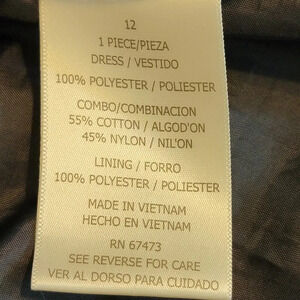 12
1 PIECE/PIEZA
DRESS / VESTIDO
100% POLYESTER / POLIESTER
COMBO/COMBINACION
55% COTTON / ALGOD'ON
45% NYLON / NIL'ON
LINING / FORRO
100% POLYESTER / POLIESTER
MADE IN VIETNAM
HECHO EN VIETNAM
RN 67473
SEE REVERSE FOR CARE
VER AL DORSO PARA CUIDADO